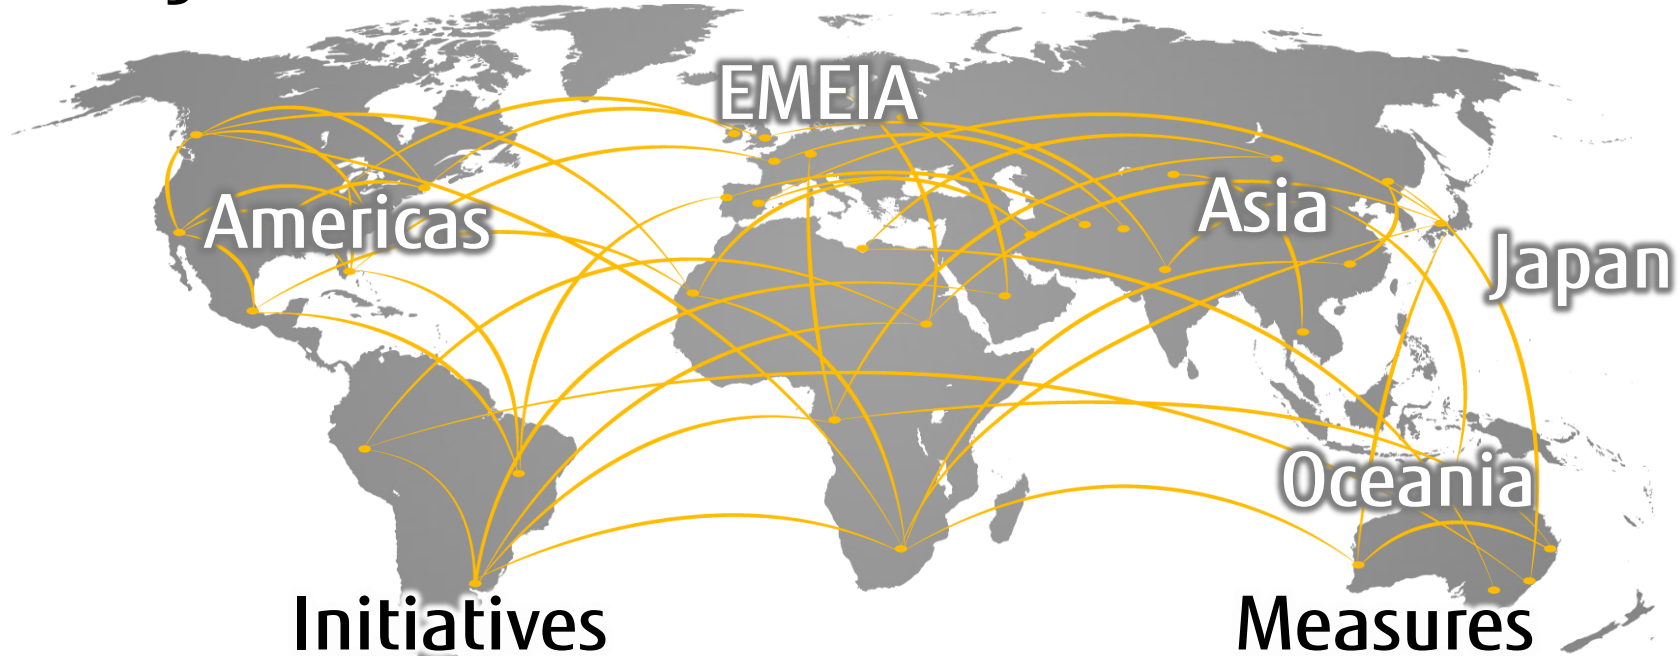 EMEIA
Americas
Asia
Japan
Oceania
Initiatives
Measures